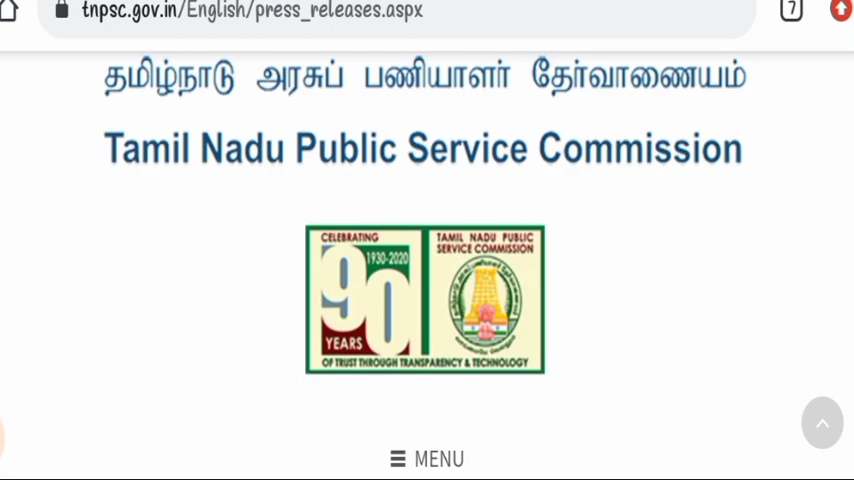 tnpsc.gov.in/English/press_releases.aspx
7
தமிழ்நாடு அரசுப் பணியாளர் தேர்வாணையம்
Tamil Nadu Public Service Commission
CELEBRATING
1930-2020
90
YEARS
TAMIL NADU PUBLIC
SERVICE COMMISSION
OF TRUST THROUGH TRANSPARENCY & TECHNOLOGY
MENU